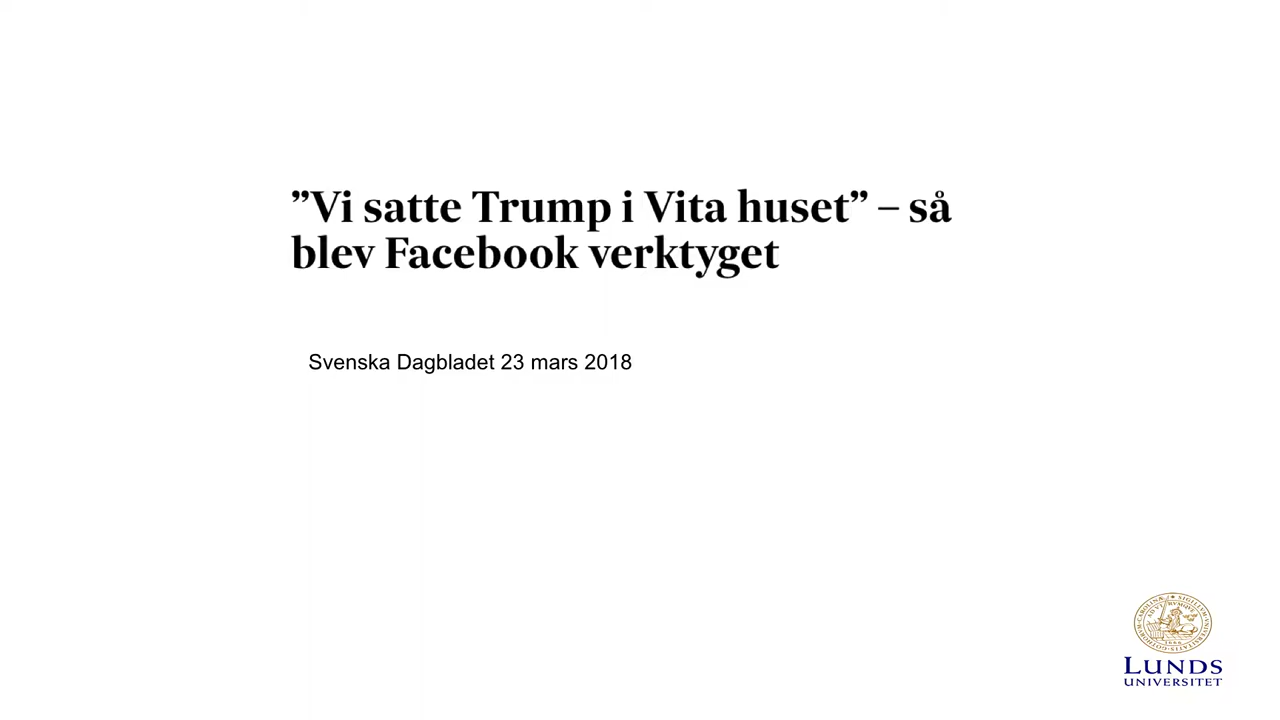 ”Vi satte Trump i Vita huset” – så
blev Facebook verktyget
Svenska Dagbladet 23 mars 2018
LUNDS
UNIVERSITET